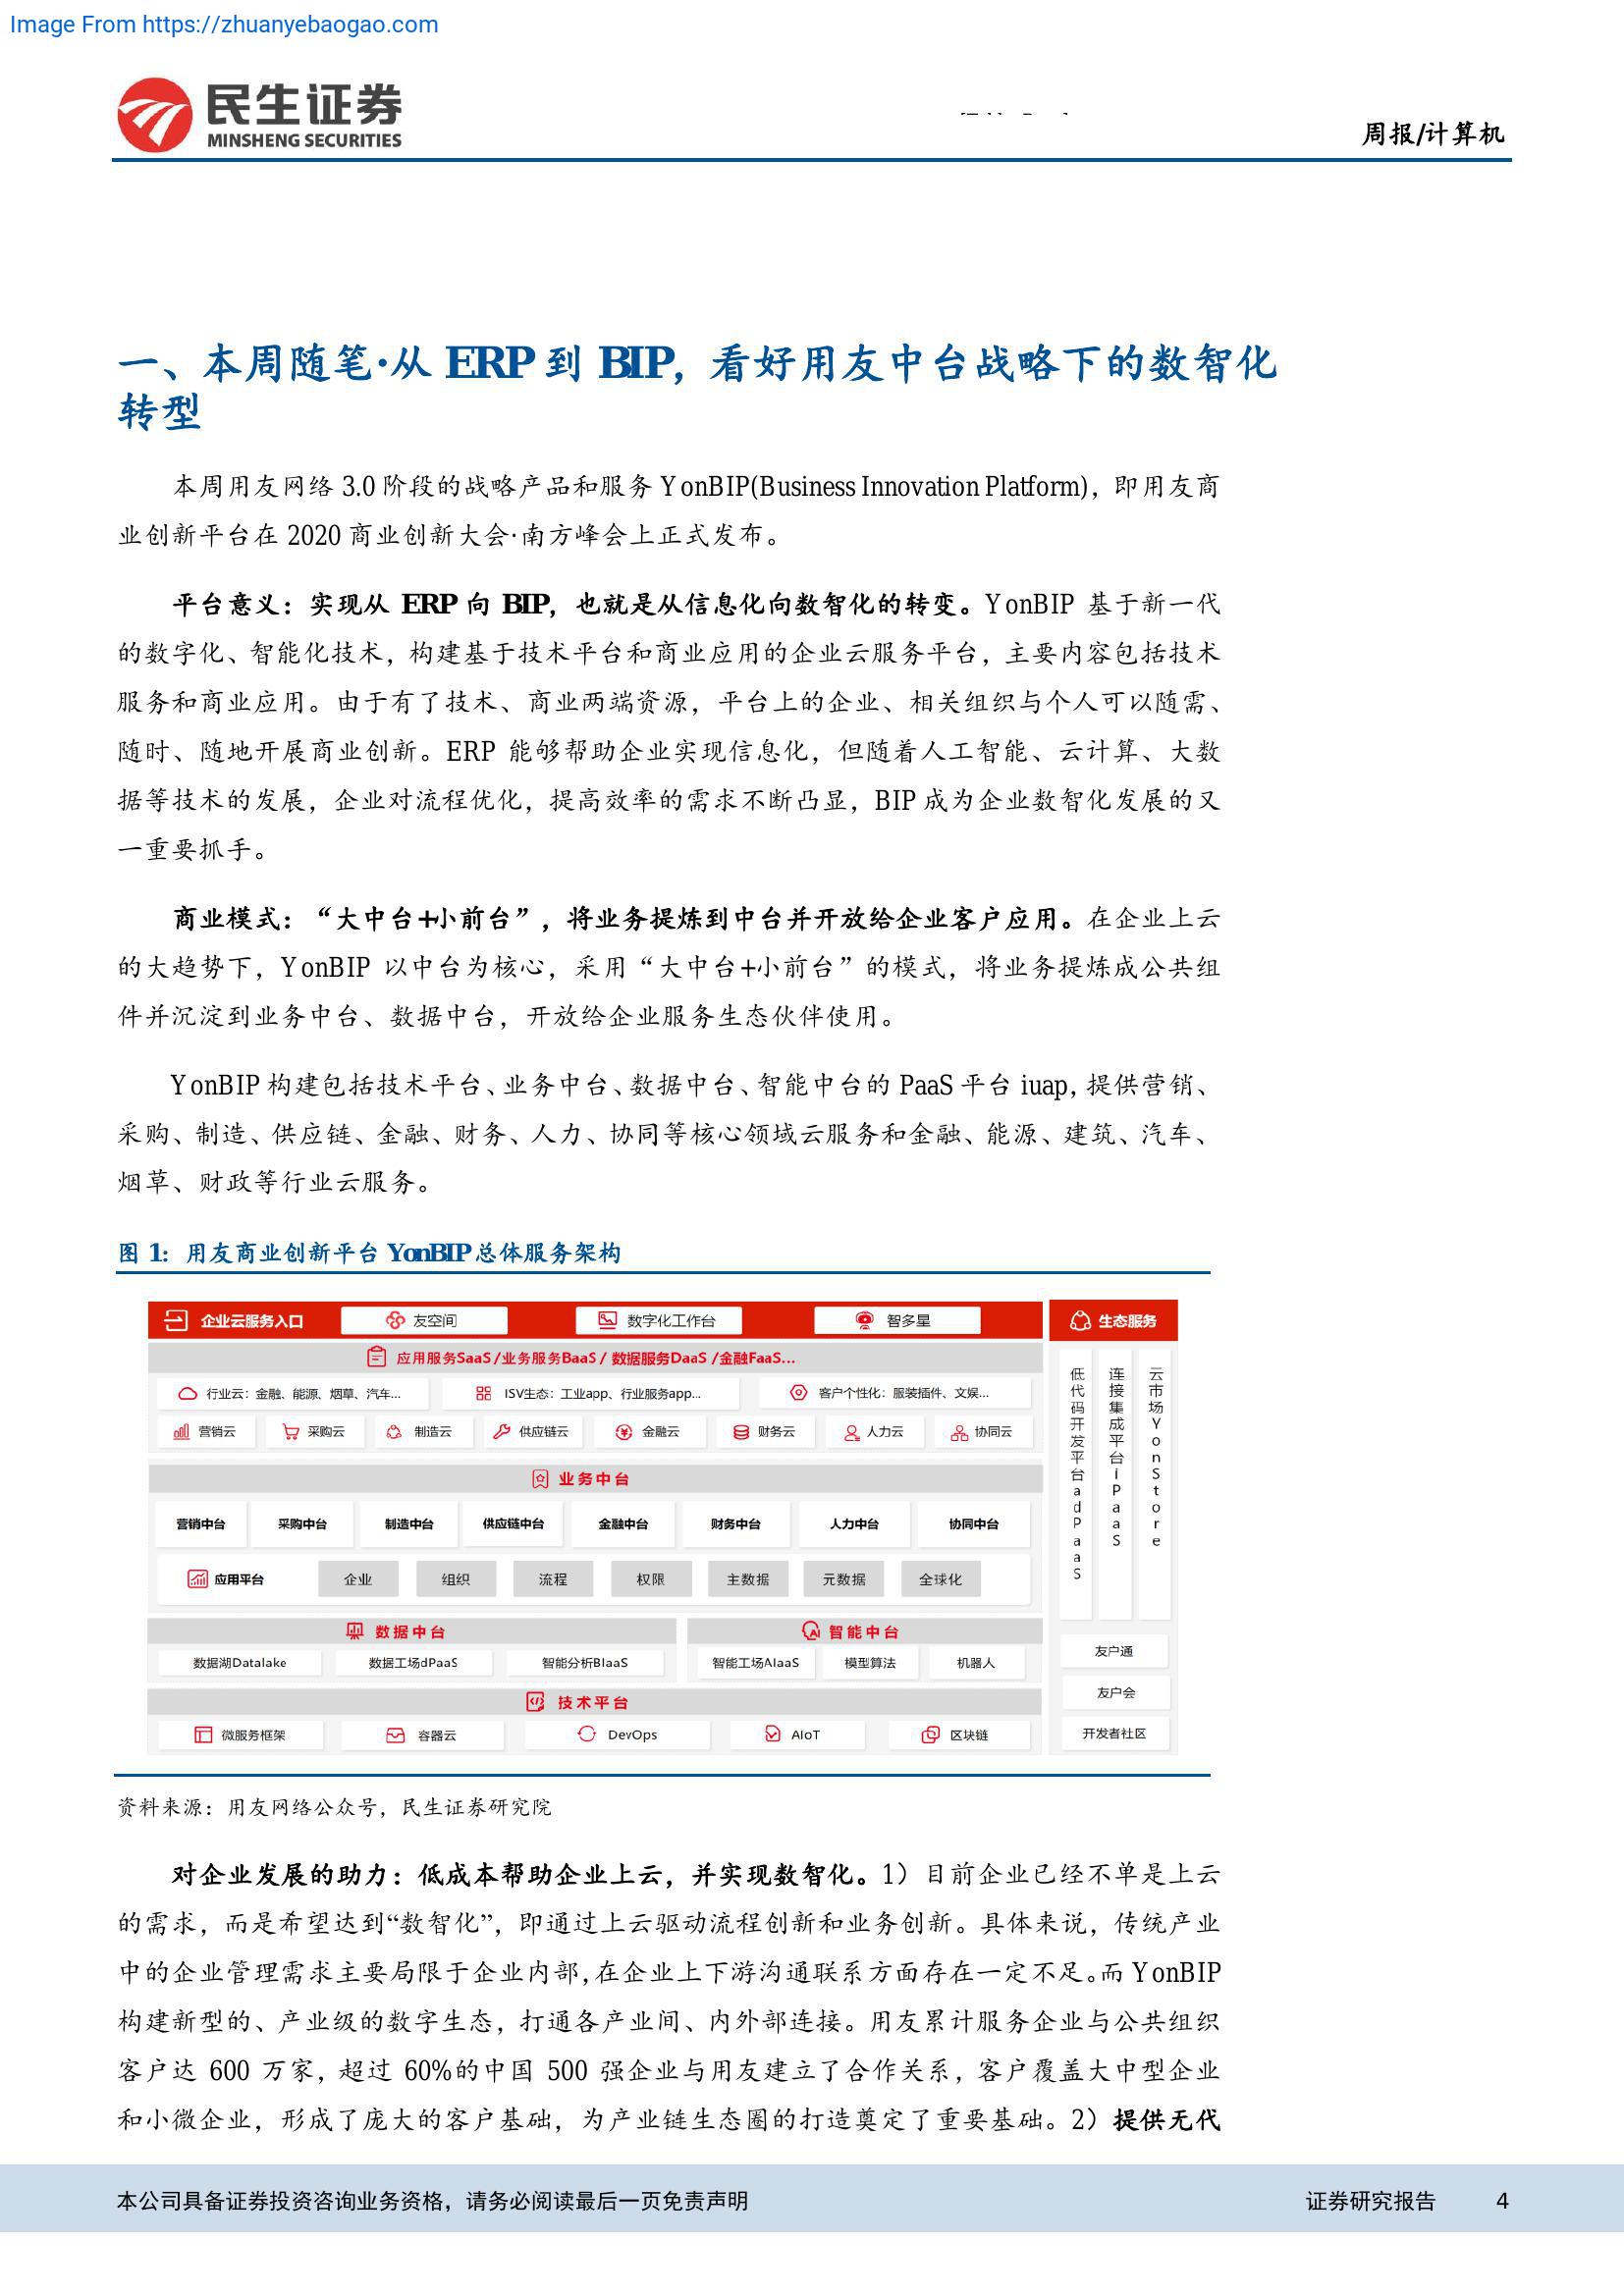 Image From https://zhuanyebaogao.com
民生证券
MINSHENG SECURITIES
周报/计算机
一、本周随笔·从 ERP 到 BIP，看好用友中台战略下的数智化
转型
本周用友网络 3.0 阶段的战略产品和服务 YonBIP(Business Innovation Platform)，即用友商
业创新平台在 2020 商业创新大会·南方峰会上正式发布。
平台意义：实现从 ERP 向 BIP，也就是从信息化向数智化的转变。YonBIP 基于新一代
的数字化、智能化技术，构建基于技术平台和商业应用的企业云服务平台，主要内容包括技术
服务和商业应用。由于有了技术、商业两端资源，平台上的企业、相关组织与个人可以随需、
随时、随地开展商业创新。ERP 能够帮助企业实现信息化，但随着人工智能、云计算、大数
据等技术的发展，企业对流程优化，提高效率的需求不断凸显，BIP 成为企业数智化发展的又
一重要抓手。
商业模式：“大中台+小前台”，将业务提炼到中台并开放给企业客户应用。在企业上云
的大趋势下，YonBIP 以中台为核心，采用“大中台+小前台”的模式，将业务提炼成公共组
件并沉淀到业务中台、数据中台，开放给企业服务生态伙伴使用。
YonBIP 构建包括技术平台、业务中台、数据中台、智能中台的 PaaS 平台 iuap，提供营销、
采购、制造、供应链、金融、财务、人力、协同等核心领域云服务和金融、能源、建筑、汽车、
烟草、财政等行业云服务。
图 1：用友商业创新平台 YonBIP 总体服务架构
企业云服务入口 友空间 数字化工作台 智多星
应用服务SaaS /业务服务BaaS / 数据服务DaaS /金融FaaS...
行业云：金融、能源、烟草、汽车... ISV生态：工业app、行业服务app... 客户个性化：服装插件、文娱...
营销云 采购云 制造云 供应链云 金融云 财务云 人力云 协同云
业务中台
营销中台 采购中台 制造中台 供应链中台 金融中台 财务中台 人力中台 协同中台
应用平台 企业 组织 流程 权限 主数据 元数据 全球化
数据中台 智能中台
数据湖Datalake 数据工场dPaaS 智能分析BIaaS 智能工场AIaaS 模型算法 机器人
技术平台
微服务框架 容器云 DevOps AIoT 区块链
生态服务
低代码开发平台adPaaS
连接集成平台iPaaS
云市场YonStore
友户通
友户会
开发者社区
资料来源：用友网络公众号，民生证券研究院
对企业发展的助力：低成本帮助企业上云，并实现数智化。1）目前企业已经不单是上云
的需求，而是希望达到“数智化”，即通过上云驱动流程创新和业务创新。具体来说，传统产业
中的企业管理需求主要局限于企业内部,在企业上下游沟通联系方面存在一定不足。而 YonBIP
构建新型的、产业级的数字生态，打通各产业间、内外部连接。用友累计服务企业与公共组织
客户达 600 万家，超过 60%的中国 500 强企业与用友建立了合作关系，客户覆盖大中型企业
和小微企业，形成了庞大的客户基础，为产业链生态圈的打造奠定了重要基础。2）提供无代
本公司具备证券投资咨询业务资格，请务必阅读最后一页免责声明
证券研究报告 4